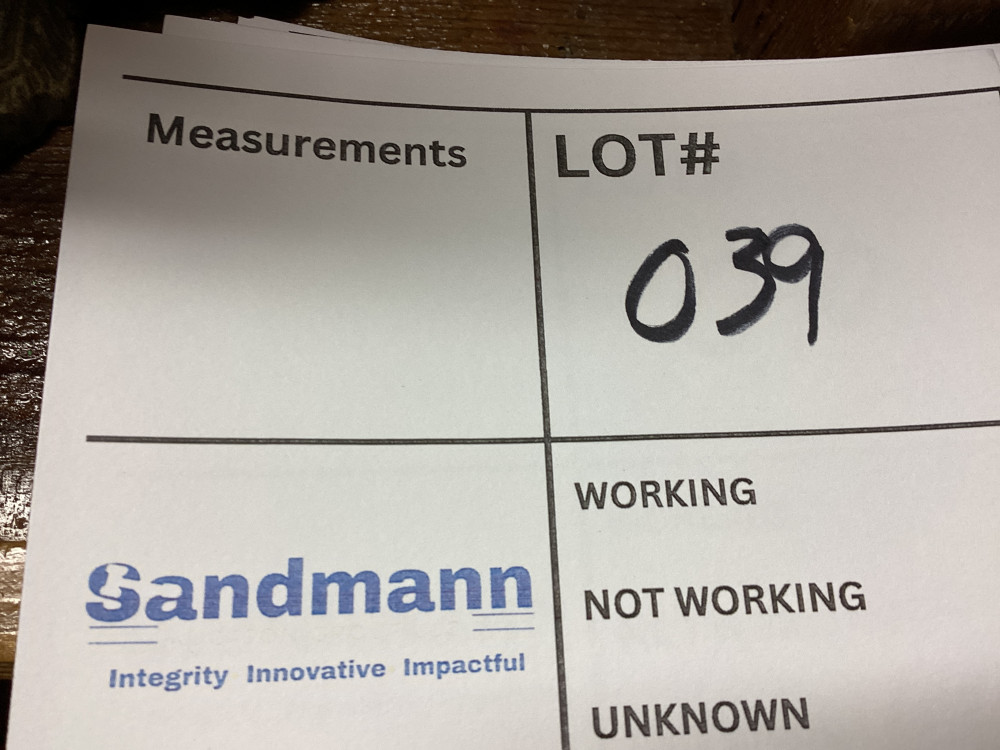 Measurements
LOT#
039
WORKING
NOT WORKING
UNKNOWN
Sandmann
Integrity Innovative Impactful